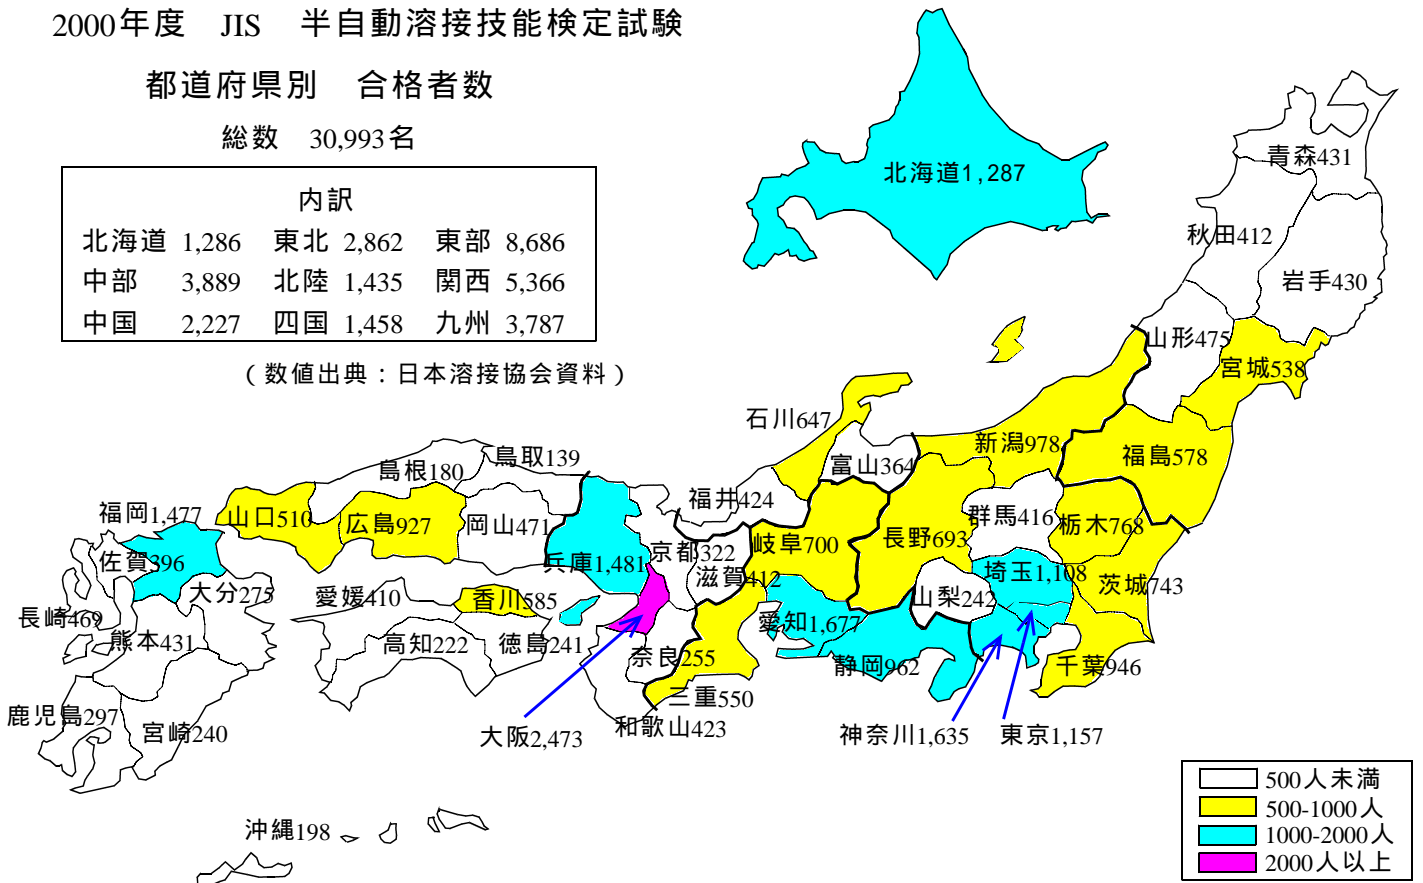 2000年度 JIS 半自動溶接技能検定試験
都道府県別 合格者数
総数 30,993名
内訳
北海道 1,286 東北 2,862 東部 8,686
中部 3,889 北陸 1,435 関西 5,366
中国 2,227 四国 1,458 九州 3,787
(数値出典:日本溶接協会資料)
北海道1,287
青森431
秋田412
岩手430
山形475
宮城538
石川647
新潟978
福島578
富山364
鳥取139
島根180
福井424
福岡1,477
山口510
広島927
岡山471
群馬416
栃木768
長野693
岐阜700
京都322
兵庫1,481
佐賀396
滋賀412
埼玉1,108
茨城743
大分275
愛媛410
香川585
山梨242
長崎469
愛知1,677
熊本431
高知222
徳島241
奈良255
静岡962
千葉946
三重550
鹿児島297
宮崎240
大阪2,473
和歌山423
神奈川1,635
東京1,157
沖縄198
500人未満
500-1000人
1000-2000人
2000人以上